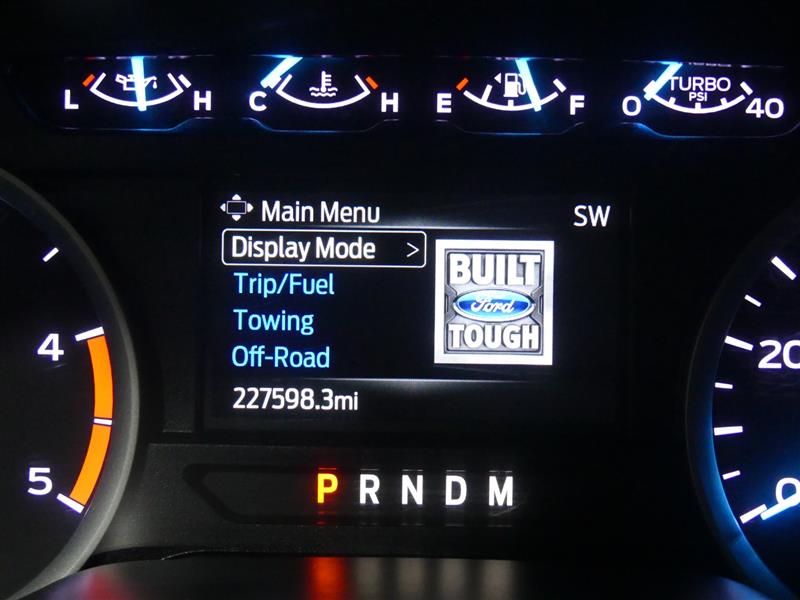 L H C H E F 0 TURBO PSI 40
Main Menu SW
Display Mode >
Trip/Fuel
Towing
Off-Road
227598.3mi
BUILT
Ford
TOUGH
4
5
20
0
P R N D M